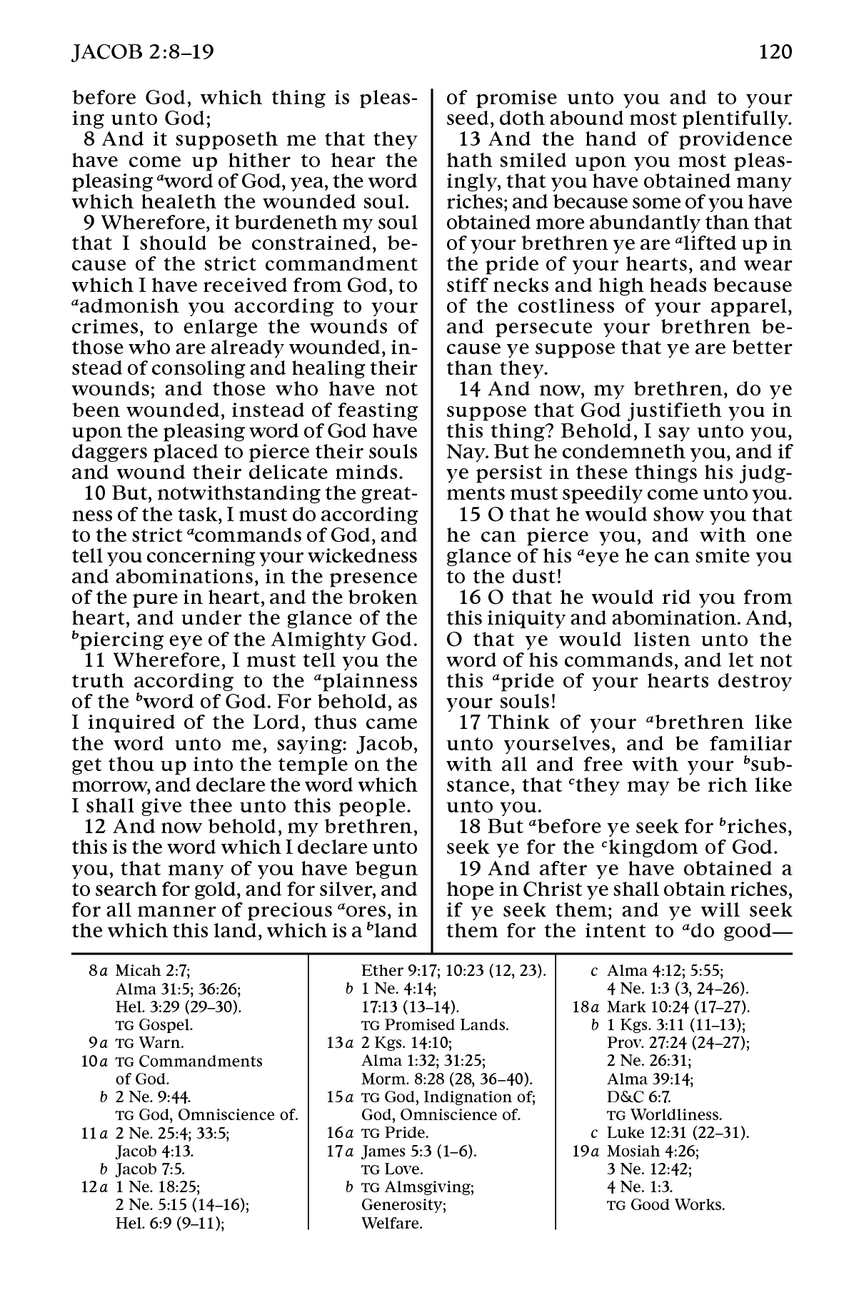 JACOB 2:8–19
120
before God, which thing is pleas-
ing unto God;
8 And it supposeth me that they
have come up hither to hear the
pleasing aword of God, yea, the word
which healeth the wounded soul.
9 Wherefore, it burdeneth my soul
that I should be constrained, be-
cause of the strict commandment
which I have received from God, to
aadmonish you according to your
crimes, to enlarge the wounds of
those who are already wounded, in-
stead of consoling and healing their
wounds; and those who have not
been wounded, instead of feasting
upon the pleasing word of God have
daggers placed to pierce their souls
and wound their delicate minds.
10 But, notwithstanding the great-
ness of the task, I must do according
to the strict acommands of God, and
tell you concerning your wickedness
and abominations, in the presence
of the pure in heart, and the broken
heart, and under the glance of the
bpiercing eye of the Almighty God.
11 Wherefore, I must tell you the
truth according to the aplainness
of the bword of God. For behold, as
I inquired of the Lord, thus came
the word unto me, saying: Jacob,
get thou up into the temple on the
morrow, and declare the word which
I shall give thee unto this people.
12 And now behold, my brethren,
this is the word which I declare unto
you, that many of you have begun
to search for gold, and for silver, and
for all manner of precious aores, in
the which this land, which is a bland
of promise unto you and to your
seed, doth abound most plentifully.
13 And the hand of providence
hath smiled upon you most pleas-
ingly, that you have obtained many
riches; and because some of you have
obtained more abundantly than that
of your brethren ye are alifted up in
the pride of your hearts, and wear
stiff necks and high heads because
of the costliness of your apparel,
and persecute your brethren be-
cause ye suppose that ye are better
than they.
14 And now, my brethren, do ye
suppose that God justifieth you in
this thing? Behold, I say unto you,
Nay. But he condemneth you, and if
ye persist in these things his judg-
ments must speedily come unto you.
15 O that he would show you that
he can pierce you, and with one
glance of his aeye he can smite you
to the dust!
16 O that he would rid you from
this iniquity and abomination. And,
O that ye would listen unto the
word of his commands, and let not
this apride of your hearts destroy
your souls!
17 Think of your abrethren like
unto yourselves, and be familiar
with all and free with your bsub-
stance, that cthey may be rich like
unto you.
18 But abefore ye seek for briches,
seek ye for the ckingdom of God.
19 And after ye have obtained a
hope in Christ ye shall obtain riches,
if ye seek them; and ye will seek
them for the intent to ado good—
8a Micah 2:7;
Alma 31:5; 36:26;
Hel. 3:29 (29–30).
TG Gospel.
9a TG Warn.
10a TG Commandments
of God.
b 2 Ne. 9:44.
TG God, Omniscience of.
11a 2 Ne. 25:4; 33:5;
Jacob 4:13.
b Jacob 7:5.
12a 1 Ne. 18:25;
2 Ne. 5:15 (14–16);
Hel. 6:9 (9–11);
Ether 9:17; 10:23 (12, 23).
b 1 Ne. 4:14;
17:13 (13–14).
TG Promised Lands.
13a 2 Kgs. 14:10;
Alma 1:32; 31:25;
Morm. 8:28 (28, 36–40).
15a TG God, Indignation of;
God, Omniscience of.
16a TG Pride.
17a James 5:3 (1–6).
TG Love.
b TG Almsgiving;
Generosity;
Welfare.
c Alma 4:12; 5:55;
4 Ne. 1:3 (3, 24–26).
18a Mark 10:24 (17–27).
b 1 Kgs. 3:11 (11–13);
Prov. 27:24 (24–27);
2 Ne. 26:31;
Alma 39:14;
D&C 6:7.
TG Worldliness.
c Luke 12:31 (22–31).
19a Mosiah 4:26;
3 Ne. 12:42;
4 Ne. 1:3.
TG Good Works.